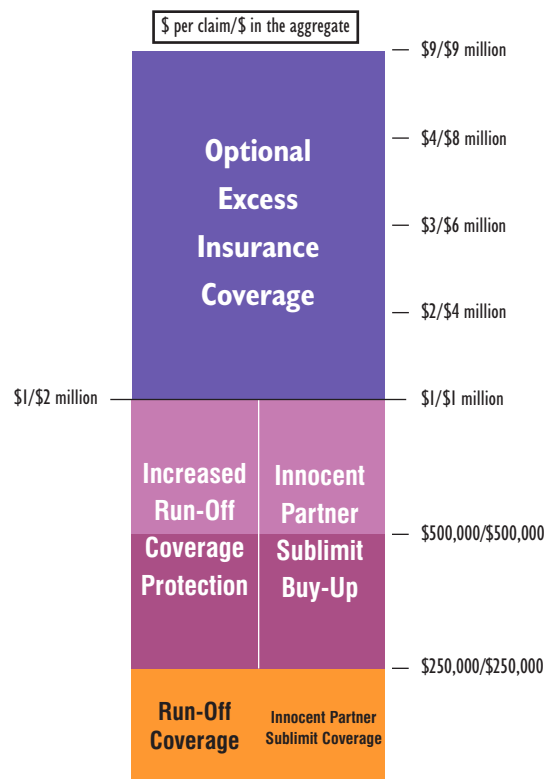 $ per claim/$ in the aggregate
$9/$9 million
$4/$8 million
Optional
Excess
Insurance
Coverage
$3/$6 million
$2/$4 million
$1/$2 million
$1/$1 million
Increased
Run-Off
Coverage
Protection
Innocent
Partner
Sublimit
Buy-Up
$500,000/$500,000
$250,000/$250,000
Run-Off
Coverage
Innocent Partner
Sublimit Coverage